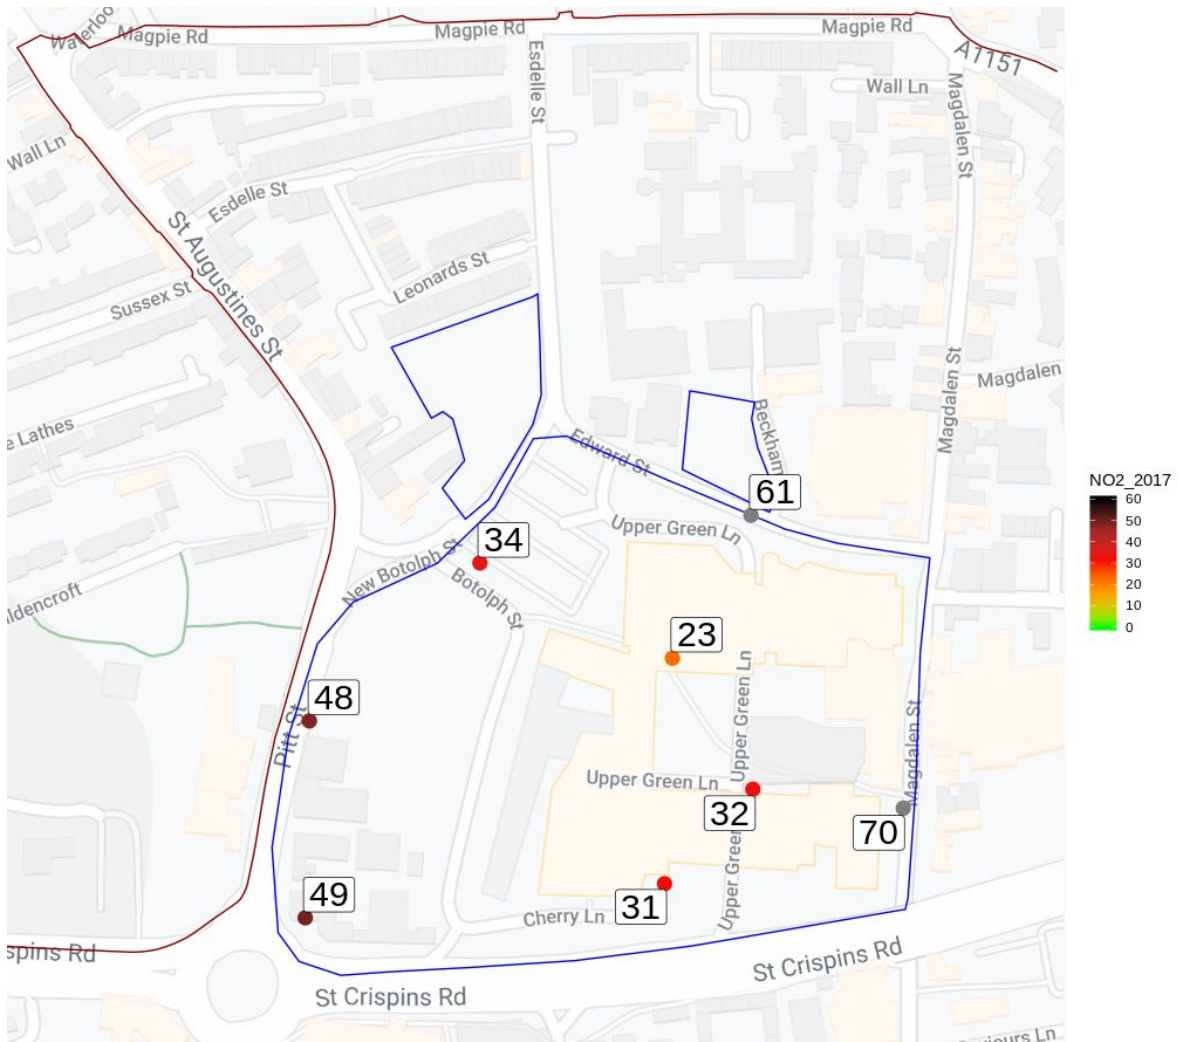 Waterloo
Magpie Rd
Magpie Rd
Magpie Rd
A1151
Esdelle St
Wall Ln
Magdalen St
Wall Ln
Esdelle St
St Augustines St
Leonards St
Sussex St
Magdalen St
Magdalen
e Lathes
Beckham
Edward St
61
Upper Green Ln
34
New Botolph St
Botolph St
ldencroft
23
48
Upper Green Ln
Pitt St
Magdalen St
Upper Green Ln
32
70
49
31
Upper Green
Cherry Ln
spins Rd
St Crispins Rd
St Crispins Rd
viours Ln
NO2_2017
60
50
40
30
20
10
0